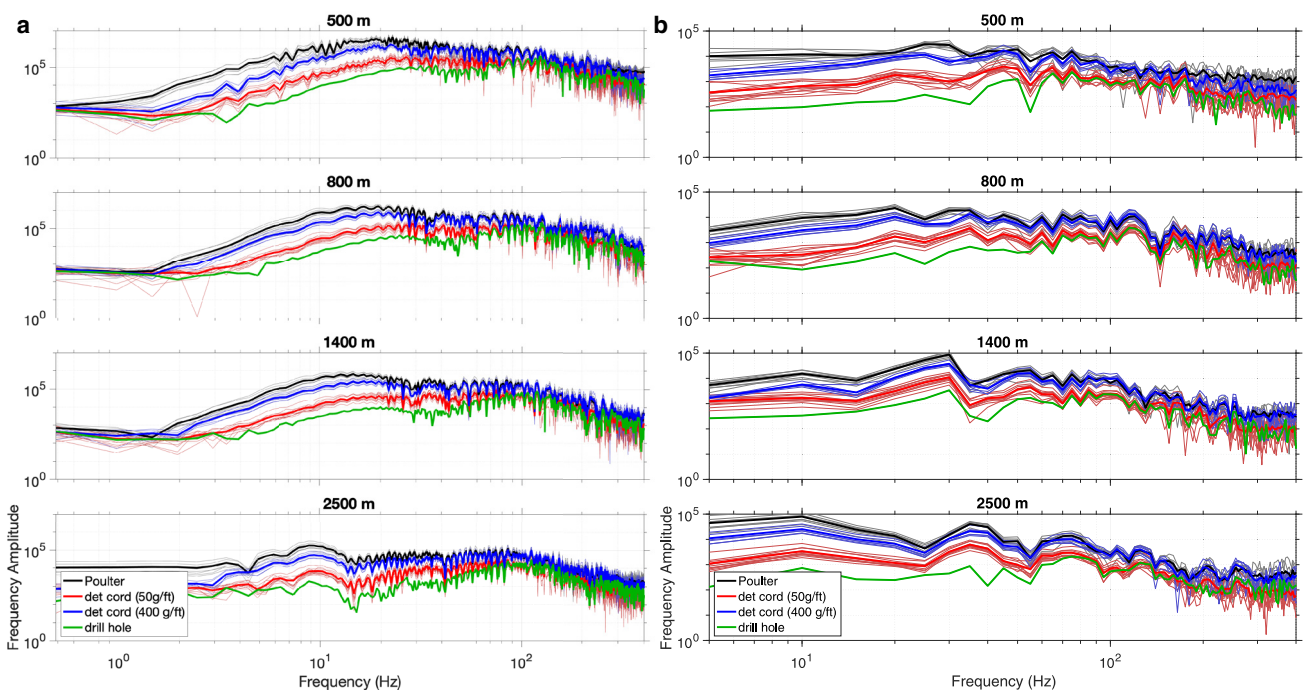 a
500 m
10^5
10^0
800 m
10^5
10^0
1400 m
10^5
10^0
2500 m
10^5
10^0
Frequency Amplitude
Poulter
det cord (50g/ft)
det cord (400 g/ft)
drill hole
10^0
10^1
10^2
Frequency (Hz)
b
500 m
10^5
10^0
800 m
10^5
10^0
1400 m
10^5
10^0
2500 m
10^5
10^0
Frequency Amplitude
Poulter
det cord (50g/ft)
det cord (400 g/ft)
drill hole
10^1
10^2
Frequency (Hz)